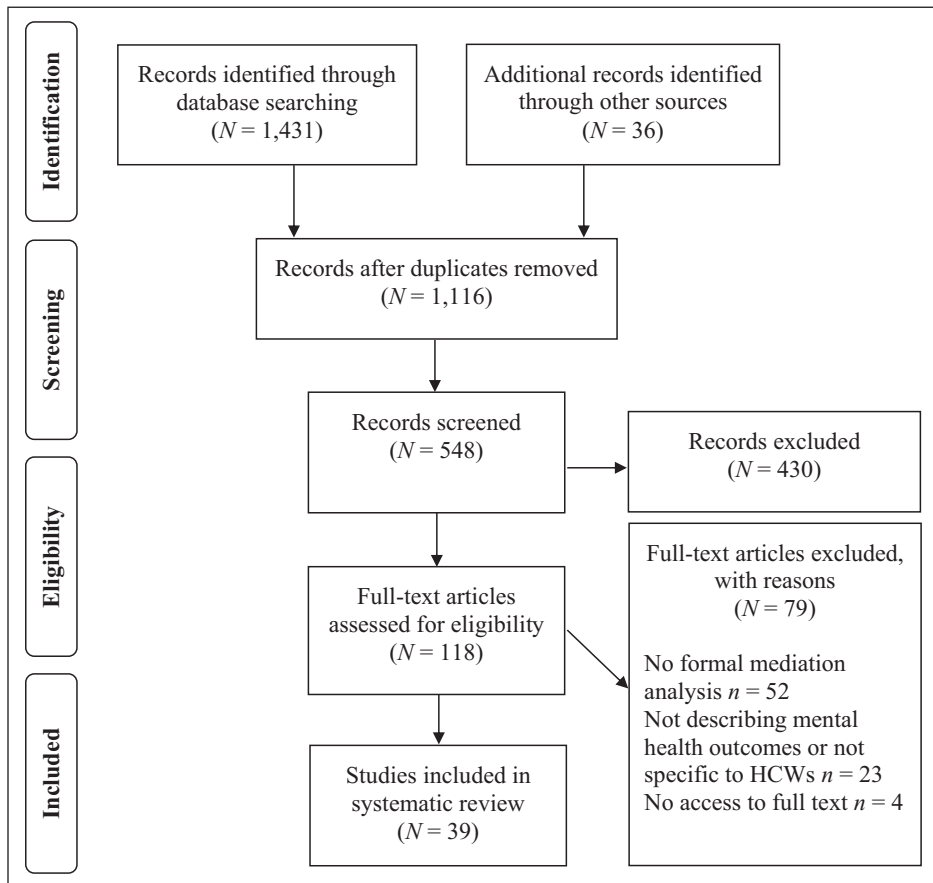 Identification
Records identified through
database searching
(N = 1,431)
Additional records identified
through other sources
(N = 36)
Screening
Records after duplicates removed
(N = 1,116)
Records screened
(N = 548)
Records excluded
(N = 430)
Eligibility
Full-text articles
assessed for eligibility
(N = 118)
Full-text articles excluded,
with reasons
(N = 79)
No formal mediation
analysis n = 52
Not describing mental
health outcomes or not
specific to HCWs n = 23
No access to full text n = 4
Included
Studies included in
systematic review
(N = 39)